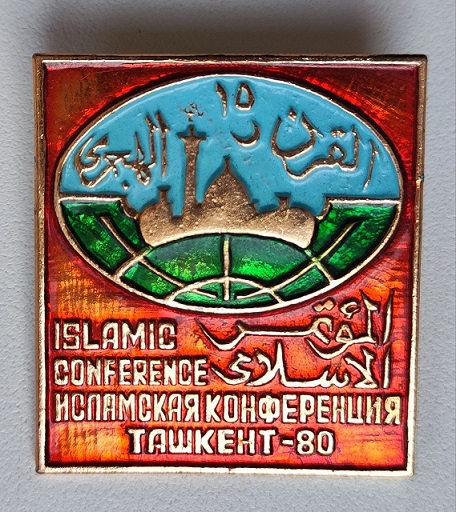 ١٥
القرن الهجري
ISLAMIC
CONFERENCE
المؤتمر
الاسلامي
ИСЛАМСКАЯ КОНФЕРЕНЦИЯ
ТАШКЕНТ-80